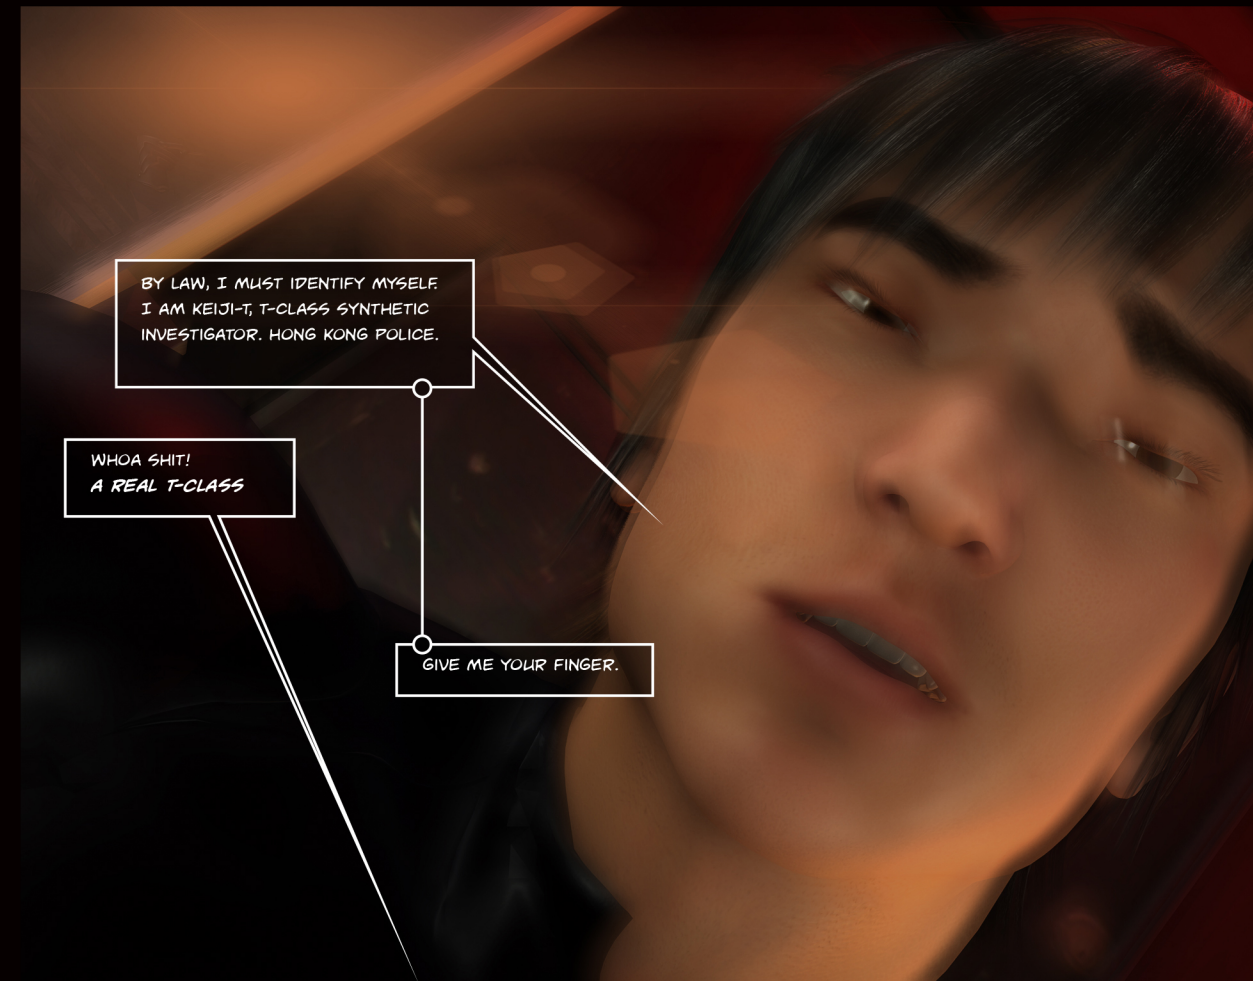 BY LAW, I MUST IDENTIFY MYSELF.
I AM KEIJI-T, T-CLASS SYNTHETIC
INVESTIGATOR. HONG KONG POLICE.
WHOA SHIT!
A REAL T-CLASS
GIVE ME YOUR FINGER.